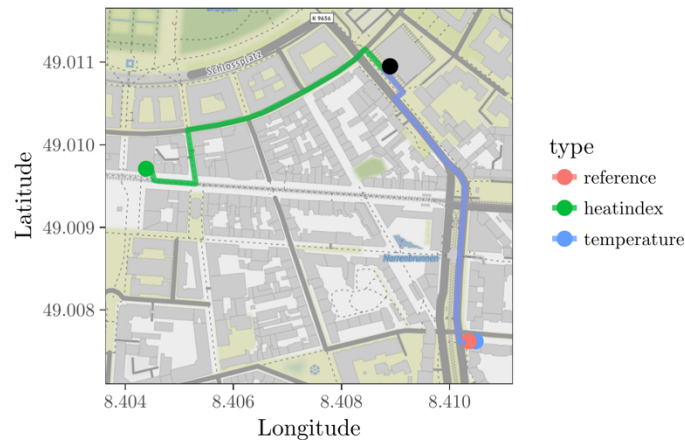 K 9656
Schlossplatz
49.011
49.010
49.009
49.008
Latitude
Narrenbrunnen
8.404
8.406
8.408
8.410
Longitude
type
reference
heatindex
temperature